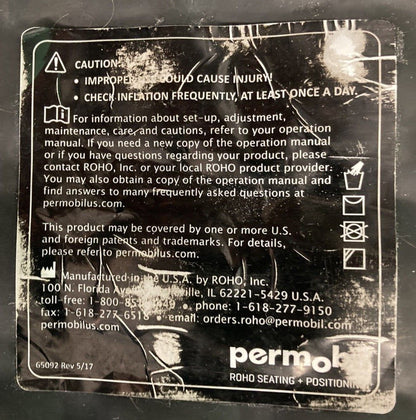 CAUTION:
• IMPROPER USE COULD CAUSE INJURY!
• CHECK INFLATION FREQUENTLY, AT LEAST ONCE A DAY.
For information about set-up, adjustment,
maintenance, care, and cautions, refer to your operation
manual. If you need a new copy of the operation manual
or if you have questions regarding your product, please
contact ROHO, Inc. or your local ROHO product provider.
You may also obtain a copy of the operation manual and
find answers to many frequently asked questions at
permobilus.com.
This product may be covered by one or more U.S.
and foreign patents and trademarks. For details,
please refer to permobilus.com.
Manufactured in the U.S.A. by ROHO, Inc.
100 N. Florida IL 62221-5429 U.S.A.
toll-free: 1-800- • phone: 1-618-277-9150
fax: 1-618-277-6518 • email: orders.roho@permobil.com
permobilus.com
65092 Rev 5/17
permobil
ROHO SEATING + POSITIONING